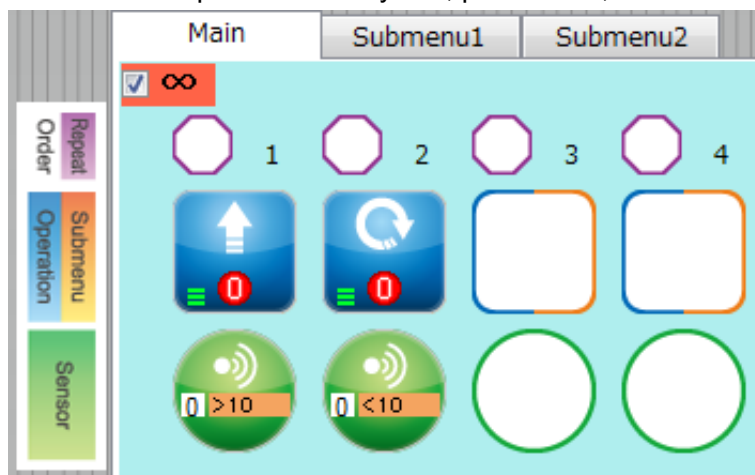 Main Submenu1 Submenu2
∞
Repeat
Order
1 2 3 4
Submenu
Operation
0 0
Sensor
0 >10 0 <10